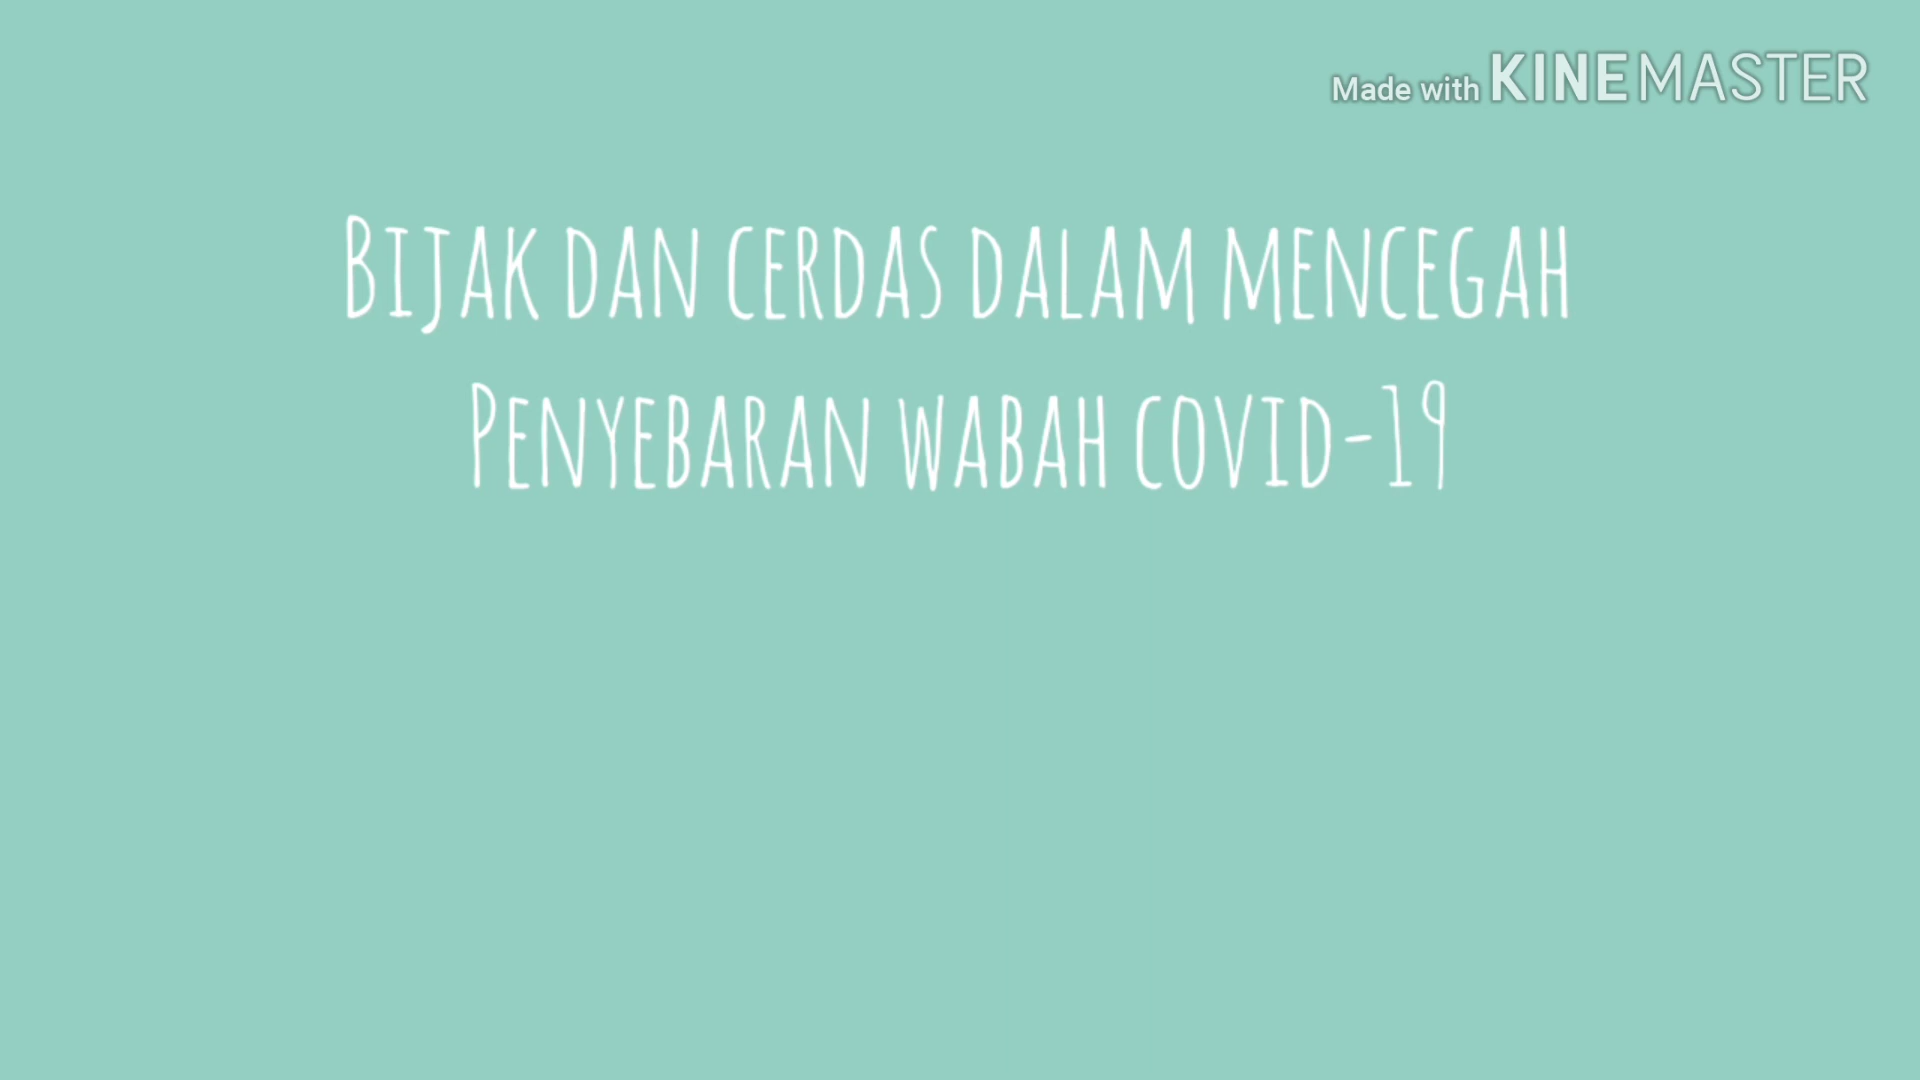 Made with KINEMASTER
BIJAK DAN CERDAS DALAM MENCEGAH
PENYEBARAN WABAH COVID-19